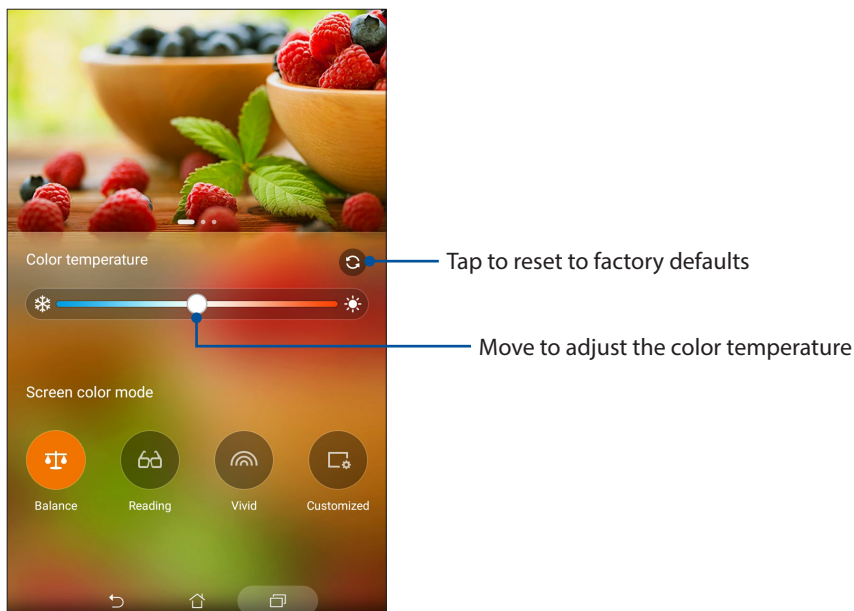 Color temperature
Tap to reset to factory defaults
Move to adjust the color temperature
Screen color mode
Balance
Reading
Vivid
Customized